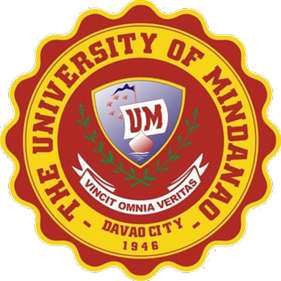 - THE UNIVERSITY OF MINDANAO -
UM
VINCIT OMNIA VERITAS
DAVAO CITY
1946